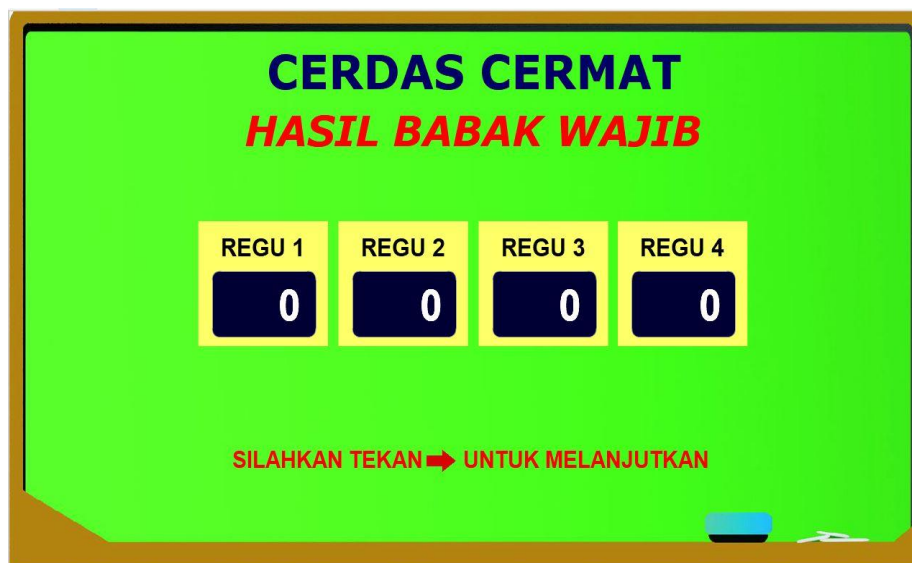 CERDAS CERMAT
HASIL BABAK WAJIB
REGU 1 REGU 2 REGU 3 REGU 4
0 0 0 0
SILAHKAN TEKAN ➡ UNTUK MELANJUTKAN